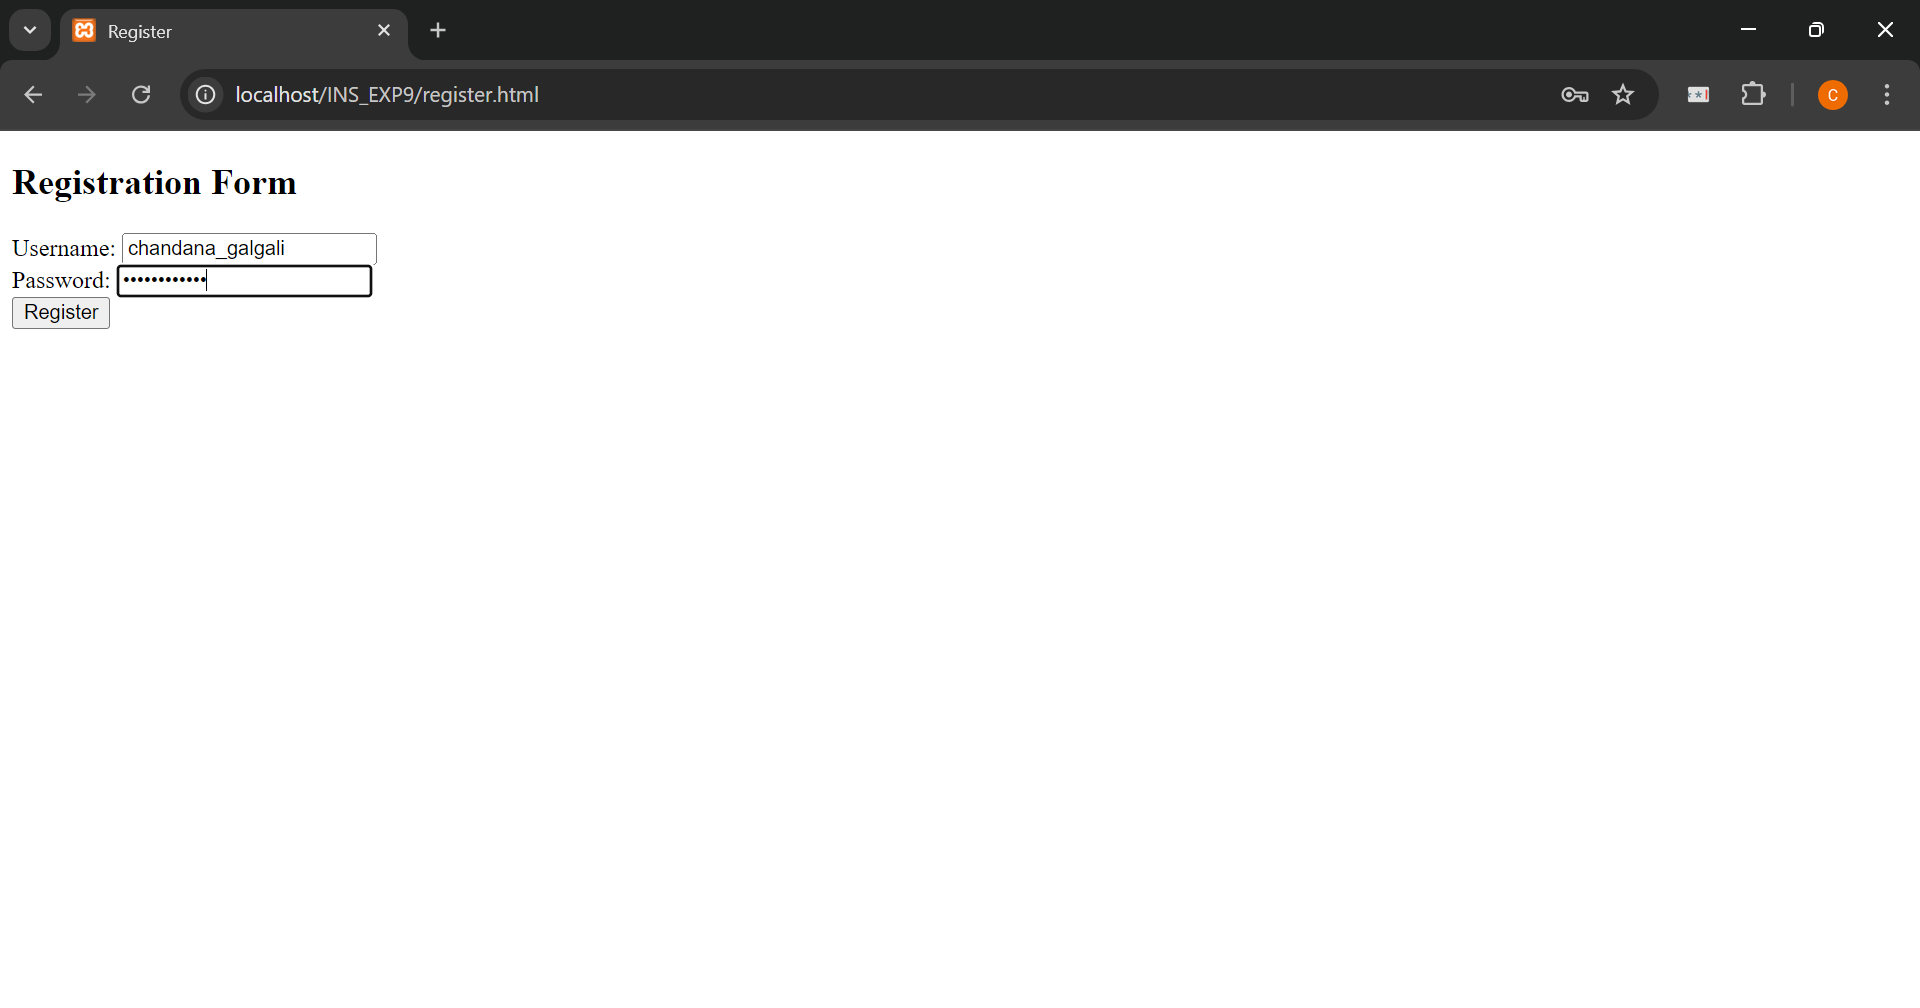 Register
localhost/INS_EXP9/register.html
C
Registration Form
Username: chandana_galgali
Password: ••••••••••••
Register